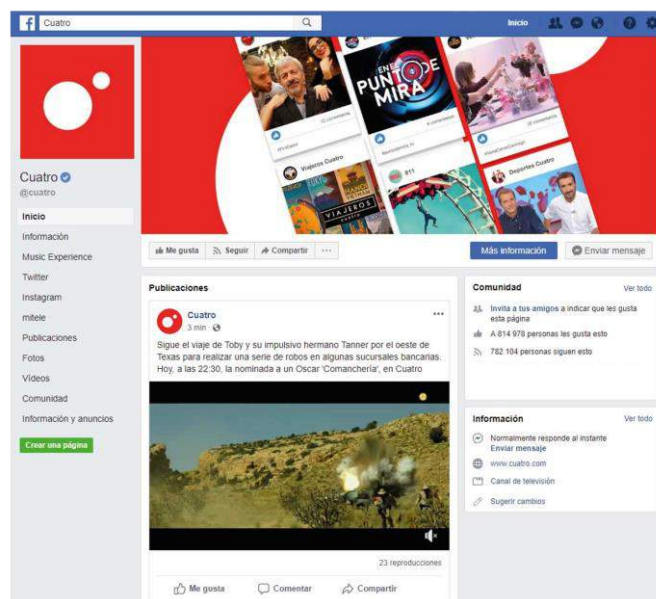 Cuatro
Inicio
Cuatro
@cuatro
Inicio
Información
Music Experience
Twitter
Instagram
mitele
Publicaciones
Fotos
Vídeos
Comunidad
Información y anuncios
Crear una página
EN EL
PUNTO DE
MIRA
Viajeros Cuatro
VIAJEROS
CUATRO
911
Deportes Cuatro
Me gusta
Seguir
Compartir
Más información
Enviar mensaje
Publicaciones
Cuatro
3 min
Sigue el viaje de Toby y su impulsivo hermano Tanner por el oeste de
Texas para realizar una serie de robos en algunas sucursales bancarias.
Hoy, a las 22:30, la nominada a un Oscar 'Comanchería', en Cuatro
23 reproducciones
Me gusta
Comentar
Compartir
Comunidad
Ver todo
Invita a tus amigos a indicar que les gusta
esta página
A 814 978 personas les gusta esto
782 104 personas siguen esto
Información
Ver todo
Normalmente responde al instante
Enviar mensaje
www.cuatro.com
Canal de televisión
Sugerir cambios